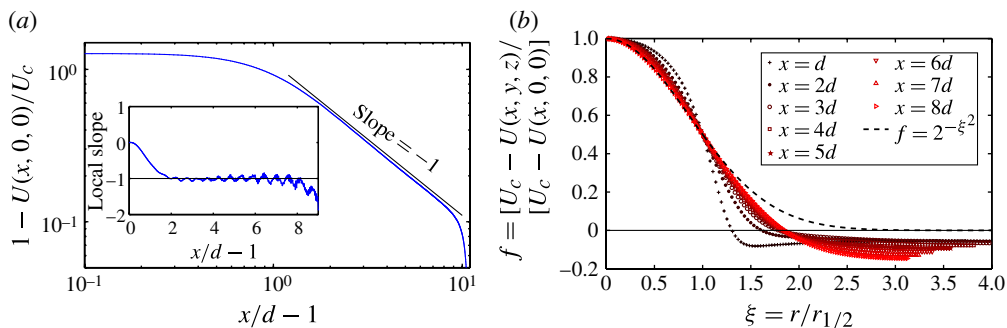 (a)
1 − U(x, 0, 0)/U_c
10^0
10^−1
Slope = −1
Local slope
1
0
−1
−2
0 2 4 6 8
x/d − 1
10^−1 10^0 10^1
x/d − 1
(b)
f = [U_c − U(x, y, z)/
[U_c − U(x, 0, 0)]
1.0
0.8
0.6
0.4
0.2
0
−0.2
x = d
x = 2d
x = 3d
x = 4d
x = 5d
x = 6d
x = 7d
x = 8d
f = 2^−ξ^2
0 0.5 1.0 1.5 2.0 2.5 3.0 3.5 4.0
ξ = r/r_1/2